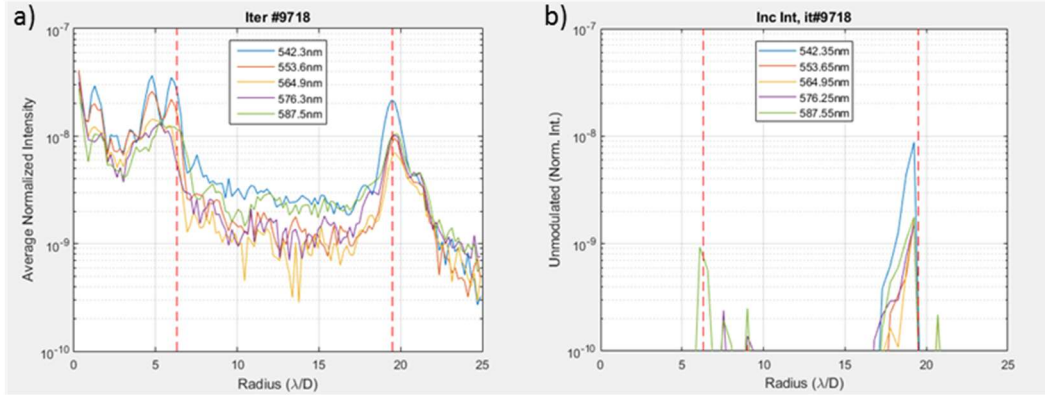 a)
Iter #9718
Average Normalized Intensity
10-7
10-8
10-9
10-10
542.3nm
553.6nm
564.9nm
576.3nm
587.5nm
0 5 10 15 20 25
Radius (λ/D)
b)
Inc Int, it#9718
Unmodulated (Norm. Int.)
10-7
10-8
10-9
10-10
542.35nm
553.65nm
564.95nm
576.25nm
587.55nm
0 5 10 15 20 25
Radius (λ/D)